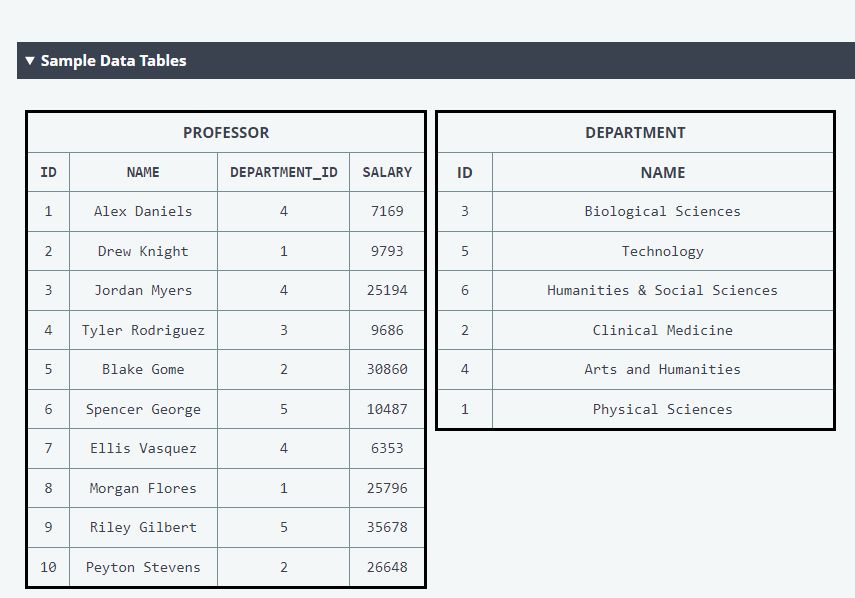 ▼ Sample Data Tables
PROFESSOR
ID NAME DEPARTMENT_ID SALARY
1 Alex Daniels 4 7169
2 Drew Knight 1 9793
3 Jordan Myers 4 25194
4 Tyler Rodriguez 3 9686
5 Blake Gome 2 30860
6 Spencer George 5 10487
7 Ellis Vasquez 4 6353
8 Morgan Flores 1 25796
9 Riley Gilbert 5 35678
10 Peyton Stevens 2 26648
DEPARTMENT
ID NAME
3 Biological Sciences
5 Technology
6 Humanities & Social Sciences
2 Clinical Medicine
4 Arts and Humanities
1 Physical Sciences